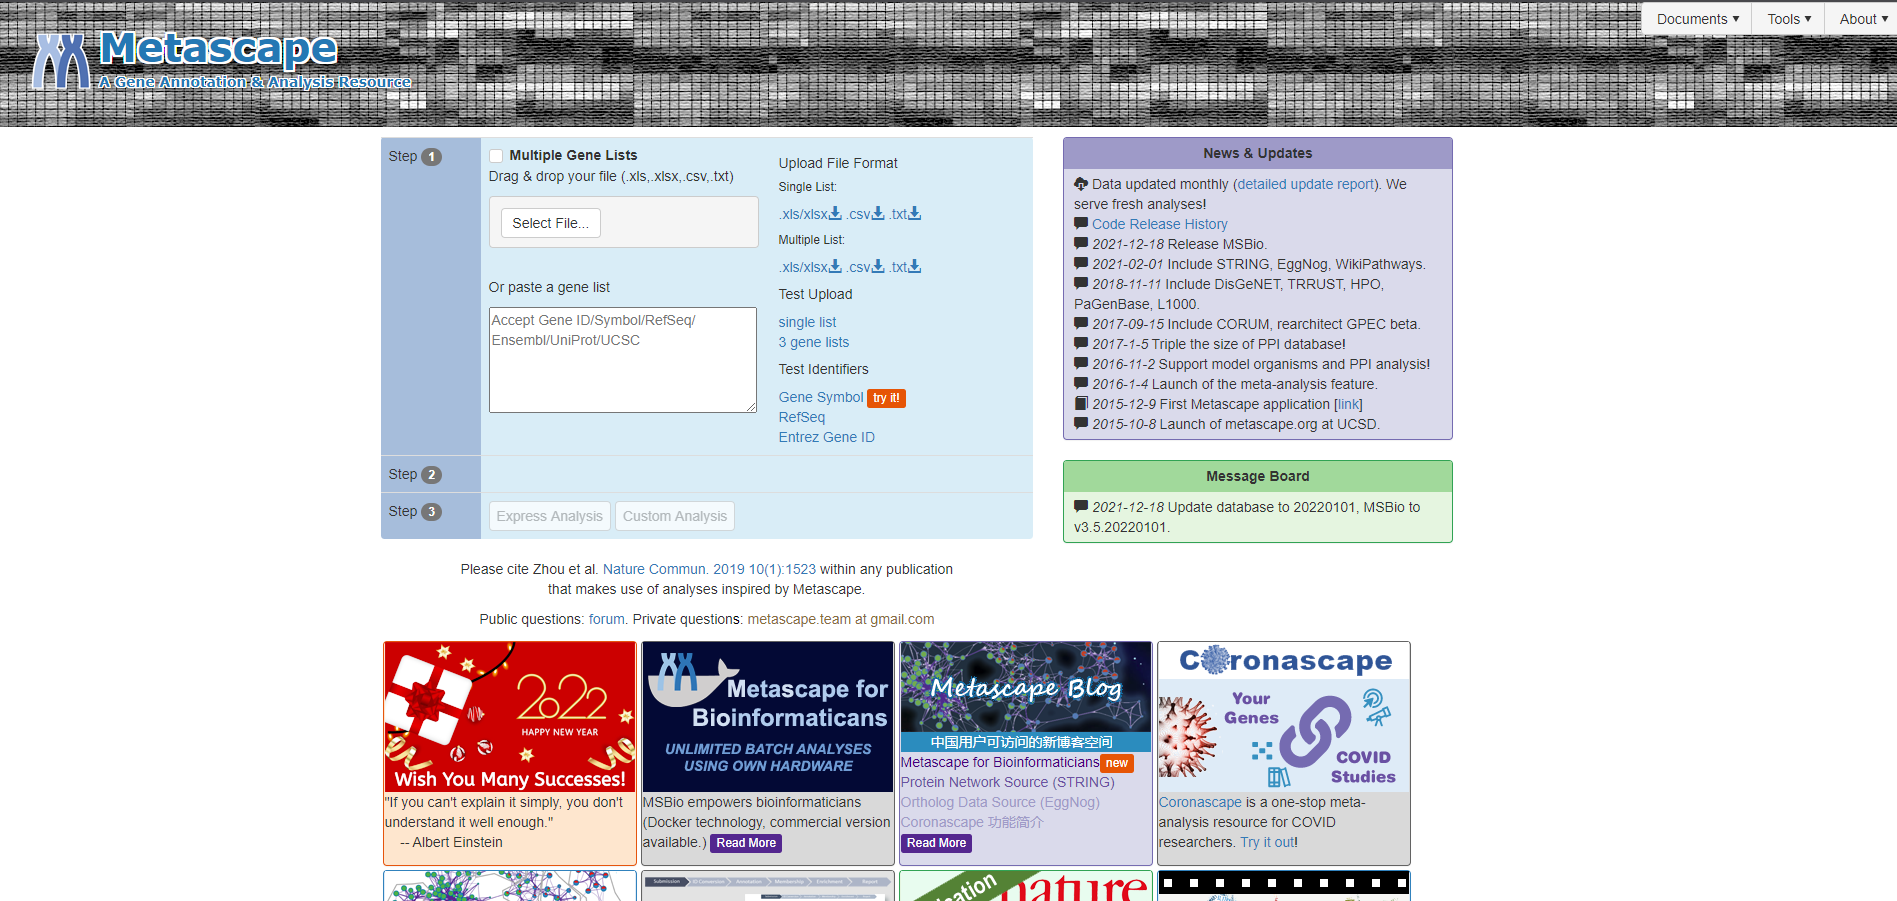 Documents ▾ Tools ▾ About ▾
Metascape
A Gene Annotation & Analysis Resource
Step 1
Multiple Gene Lists
Drag & drop your file (.xls,.xlsx,.csv,.txt)
Select File...
Or paste a gene list
Accept Gene ID/Symbol/RefSeq/
Ensembl/UniProt/UCSC
Upload File Format
Single List:
.xls/xlsx .csv .txt
Multiple List:
.xls/xlsx .csv .txt
Test Upload
single list
3 gene lists
Test Identifiers
Gene Symbol try it!
RefSeq
Entrez Gene ID
Step 2
Step 3
Express Analysis Custom Analysis
News & Updates
Data updated monthly (detailed update report). We
serve fresh analyses!
Code Release History
2021-12-18 Release MSBio.
2021-02-01 Include STRING, EggNog, WikiPathways.
2018-11-11 Include DisGeNET, TRRUST, HPO,
PaGenBase, L1000.
2017-09-15 Include CORUM, rearchitect GPEC beta.
2017-1-5 Triple the size of PPI database!
2016-11-2 Support model organisms and PPI analysis!
2016-1-4 Launch of the meta-analysis feature.
2015-12-9 First Metascape application [link]
2015-10-8 Launch of metascape.org at UCSD.
Message Board
2021-12-18 Update database to 20220101, MSBio to
v3.5.20220101.
Please cite Zhou et al. Nature Commun. 2019 10(1):1523 within any publication
that makes use of analyses inspired by Metascape.
Public questions: forum. Private questions: metascape.team at gmail.com
2022
HAPPY NEW YEAR
Wish You Many Successes!
"If you can't explain it simply, you don't
understand it well enough."
-- Albert Einstein
Metascape for
Bioinformaticans
UNLIMITED BATCH ANALYSES
USING OWN HARDWARE
MSBio empowers bioinformaticians
(Docker technology, commercial version
available.) Read More
Metascape Blog
中国用户可访问的新博客空间
Metascape for Bioinformaticians new
Protein Network Source (STRING)
Ortholog Data Source (EggNog)
Coronascape 功能简介
Read More
Coronascape
Your
Genes
COVID
Studies
Coronascape is a one-stop meta-
analysis resource for COVID
researchers. Try it out!
Submission ID Conversion Annotation Membership Enrichment Report
nature